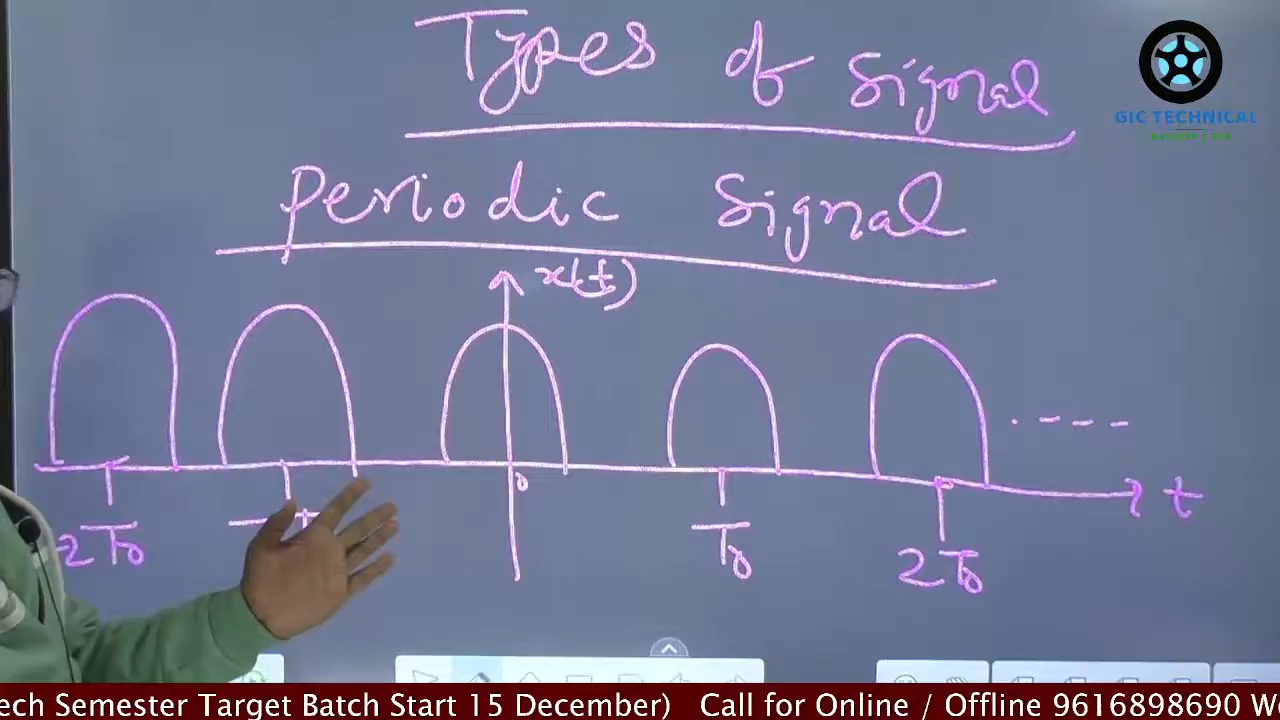 Types of Signal
GIC TECHNICAL
Periodic Signal
x(t)
0
t
2T₀
T₀
2T₀
ech Semester Target Batch Start 15 December) Call for Online / Offline 9616898690 W